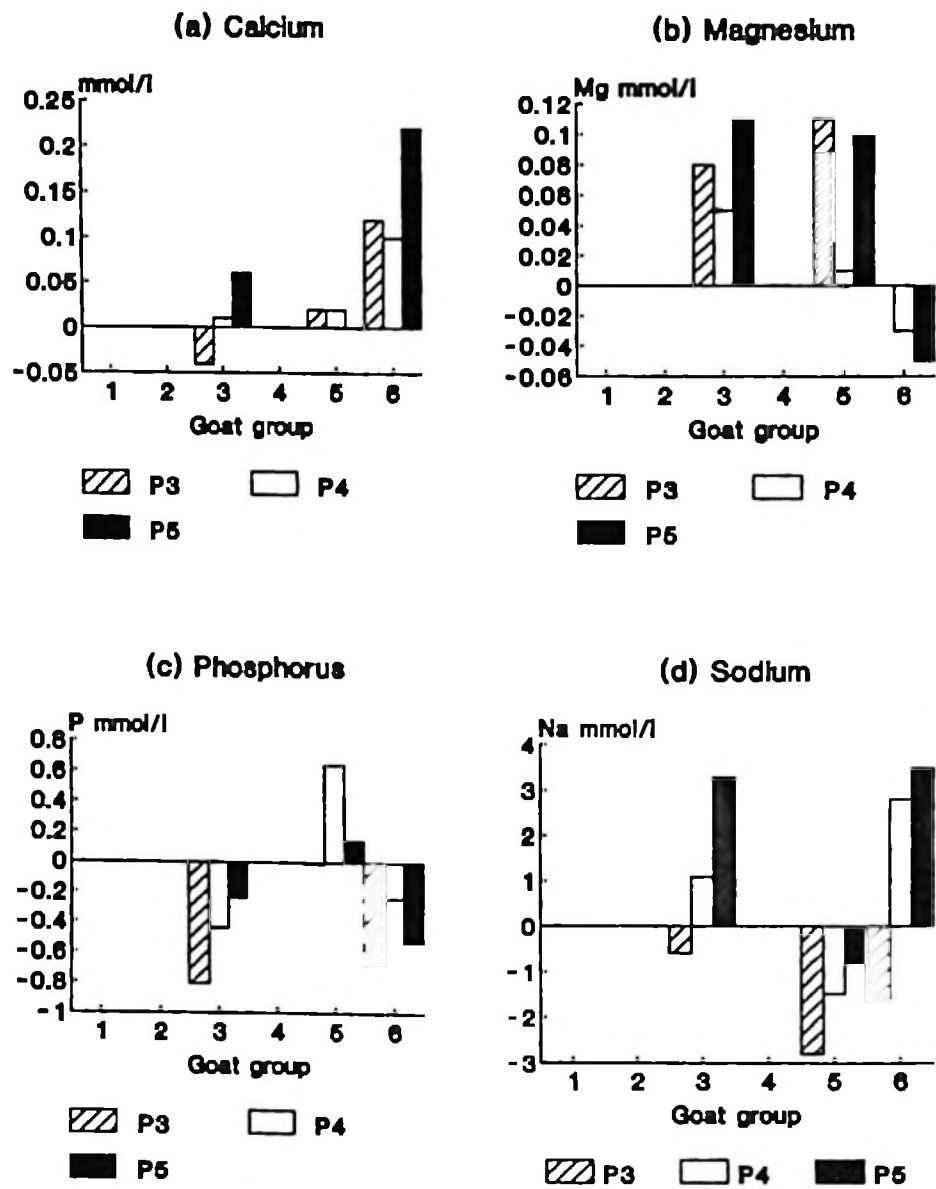 (a) Calcium
mmol/l
0.25
0.2
0.15
0.1
0.05
0
-0.05
1 2 3 4 5 6
Goat group
P3 P4
P5
(b) Magnesium
Mg mmol/l
0.12
0.1
0.08
0.06
0.04
0.02
0
-0.02
-0.04
-0.06
1 2 3 4 5 6
Goat group
P3 P4
P5
(c) Phosphorus
P mmol/l
0.8
0.6
0.4
0.2
0
-0.2
-0.4
-0.6
-0.8
-1
1 2 3 4 5 6
Goat group
P3 P4
P5
(d) Sodium
Na mmol/l
4
3
2
1
0
-1
-2
-3
1 2 3 4 5 6
Goat group
P3 P4 P5